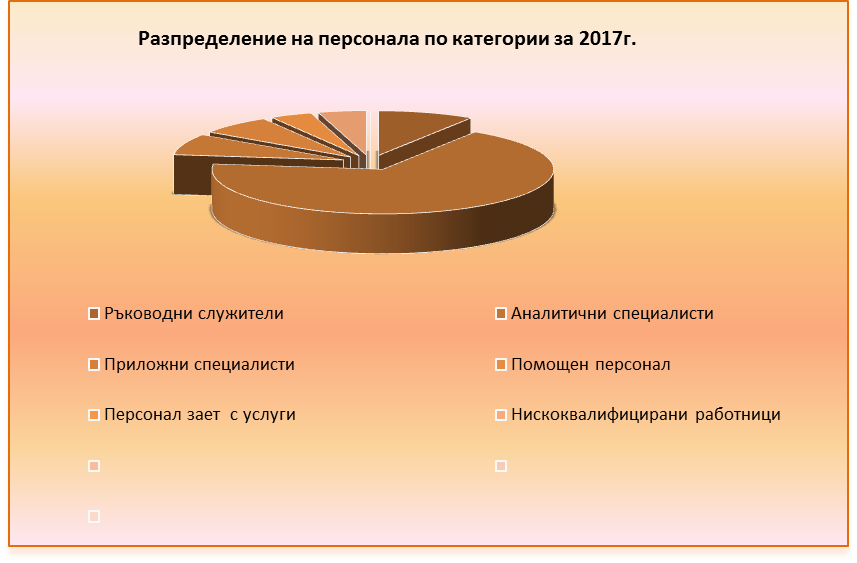 Разпределение на персонала по категории за 2017г.
Ръководни служители
Аналитични специалисти
Приложни специалисти
Помощен персонал
Персонал зает  с услуги
Нискоквалифицирани работници